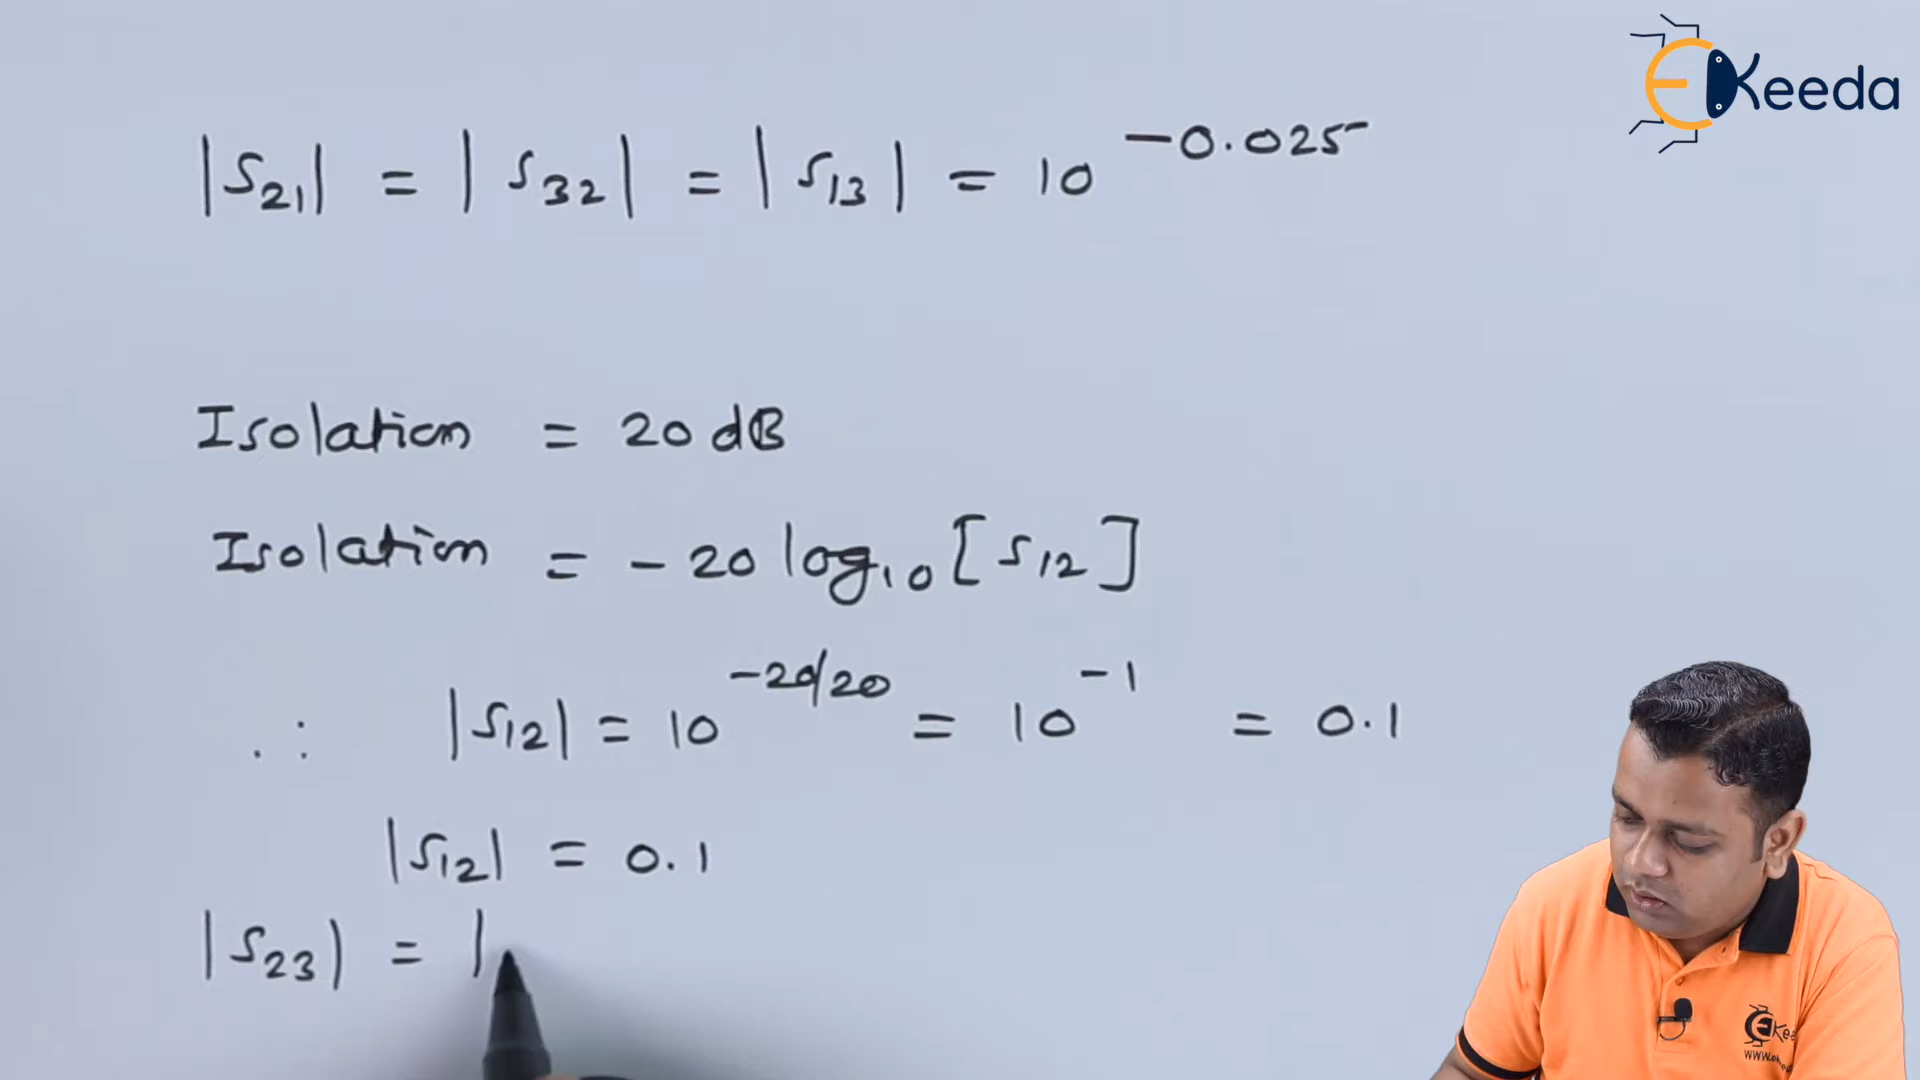 EKeeda
|S₂₁| = |S₃₂| = |S₁₃| = 10^-0.025
Isolation = 20 dB
Isolation = -20 log₁₀ [S₁₂]
∴ |S₁₂| = 10^-20/20 = 10^-1 = 0.1
|S₁₂| = 0.1
|S₂₃| = |